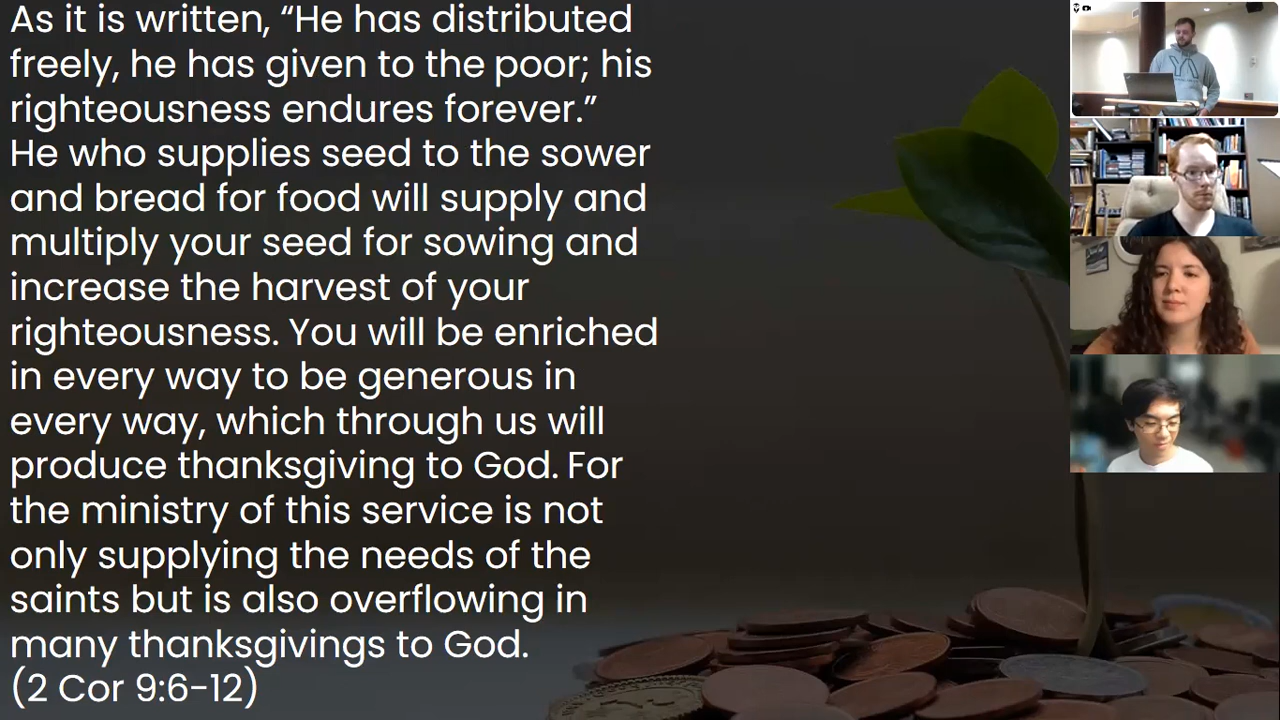 As it is written, “He has distributed
freely, he has given to the poor; his
righteousness endures forever.”
He who supplies seed to the sower
and bread for food will supply and
multiply your seed for sowing and
increase the harvest of your
righteousness. You will be enriched
in every way to be generous in
every way, which through us will
produce thanksgiving to God. For
the ministry of this service is not
only supplying the needs of the
saints but is also overflowing in
many thanksgivings to God.
(2 Cor 9:6-12)